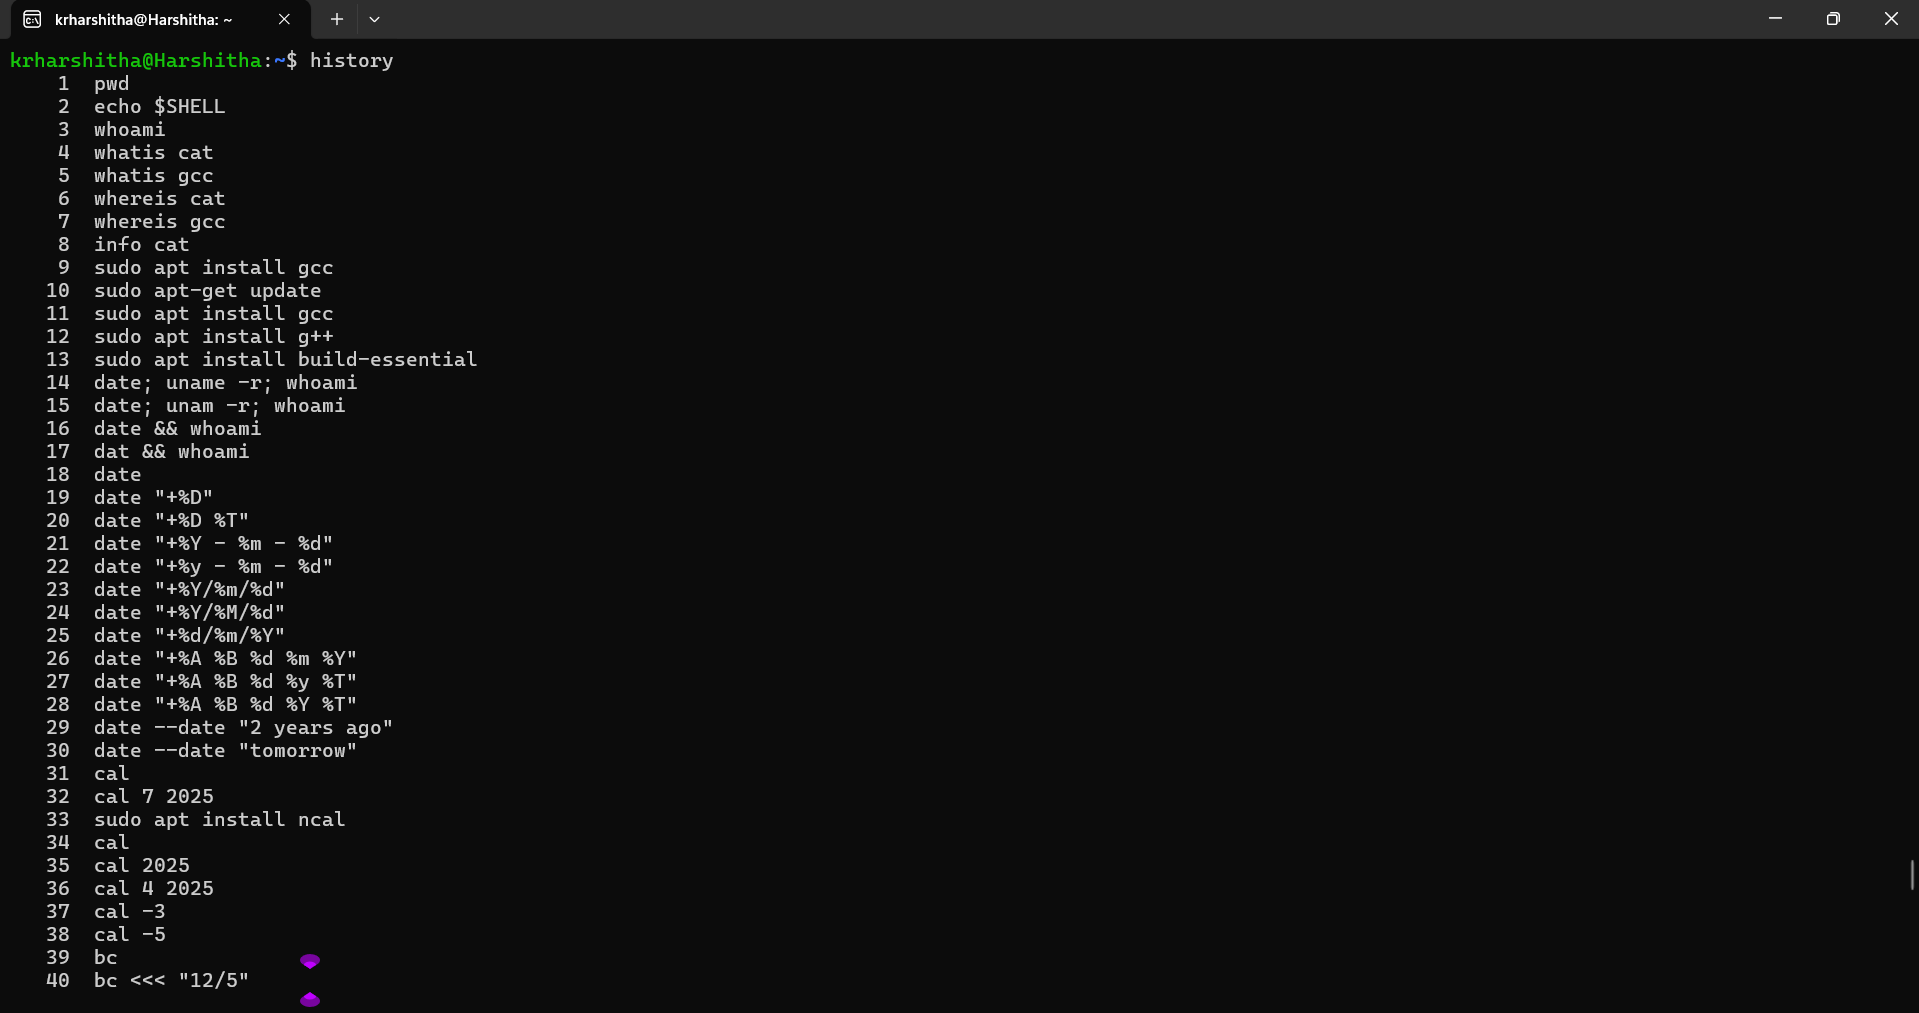 krharshitha@Harshitha: ~
krharshitha@Harshitha:~$ history
1 pwd
2 echo $SHELL
3 whoami
4 whatis cat
5 whatis gcc
6 whereis cat
7 whereis gcc
8 info cat
9 sudo apt install gcc
10 sudo apt-get update
11 sudo apt install gcc
12 sudo apt install g++
13 sudo apt install build-essential
14 date; uname -r; whoami
15 date; unam -r; whoami
16 date && whoami
17 dat && whoami
18 date
19 date "+%D"
20 date "+%D %T"
21 date "+%Y - %m - %d"
22 date "+%y - %m - %d"
23 date "+%Y/%m/%d"
24 date "+%Y/%M/%d"
25 date "+%d/%m/%Y"
26 date "+%A %B %d %m %Y"
27 date "+%A %B %d %y %T"
28 date "+%A %B %d %Y %T"
29 date --date "2 years ago"
30 date --date "tomorrow"
31 cal
32 cal 7 2025
33 sudo apt install ncal
34 cal
35 cal 2025
36 cal 4 2025
37 cal -3
38 cal -5
39 bc
40 bc <<< "12/5"